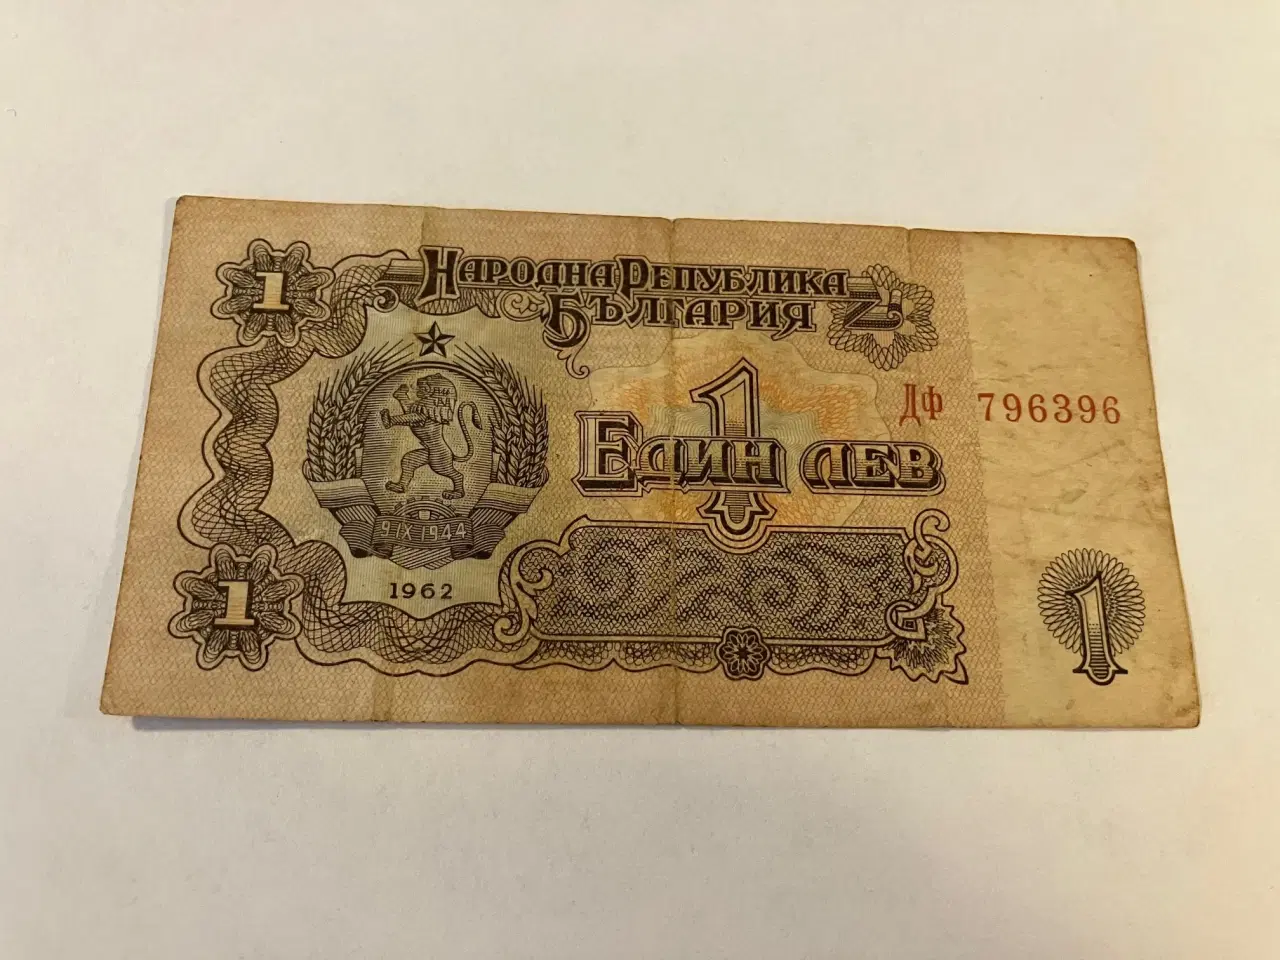 1
НАРОДНА РЕПУБЛИКА
БЪЛГАРИЯ
1
ЕДИН ЛЕВ
ДФ 796396
9·IX·1944
1962
1
1